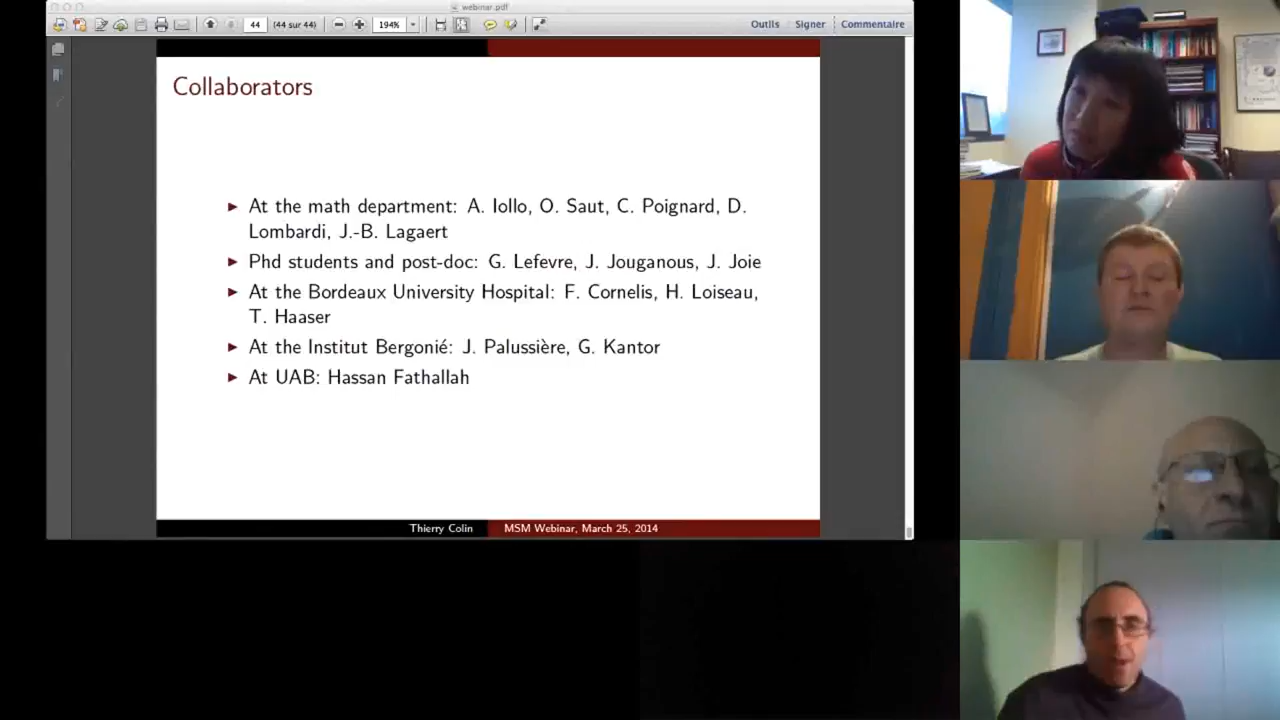 webinar.pdf
44 (44 sur 44) 194% Outils Signer Commentaire
Collaborators
At the math department: A. Iollo, O. Saut, C. Poignard, D.
Lombardi, J.-B. Lagaert
Phd students and post-doc: G. Lefevre, J. Jouganous, J. Joie
At the Bordeaux University Hospital: F. Cornelis, H. Loiseau,
T. Haaser
At the Institut Bergonié: J. Palussière, G. Kantor
At UAB: Hassan Fathallah
Thierry Colin MSM Webinar, March 25, 2014